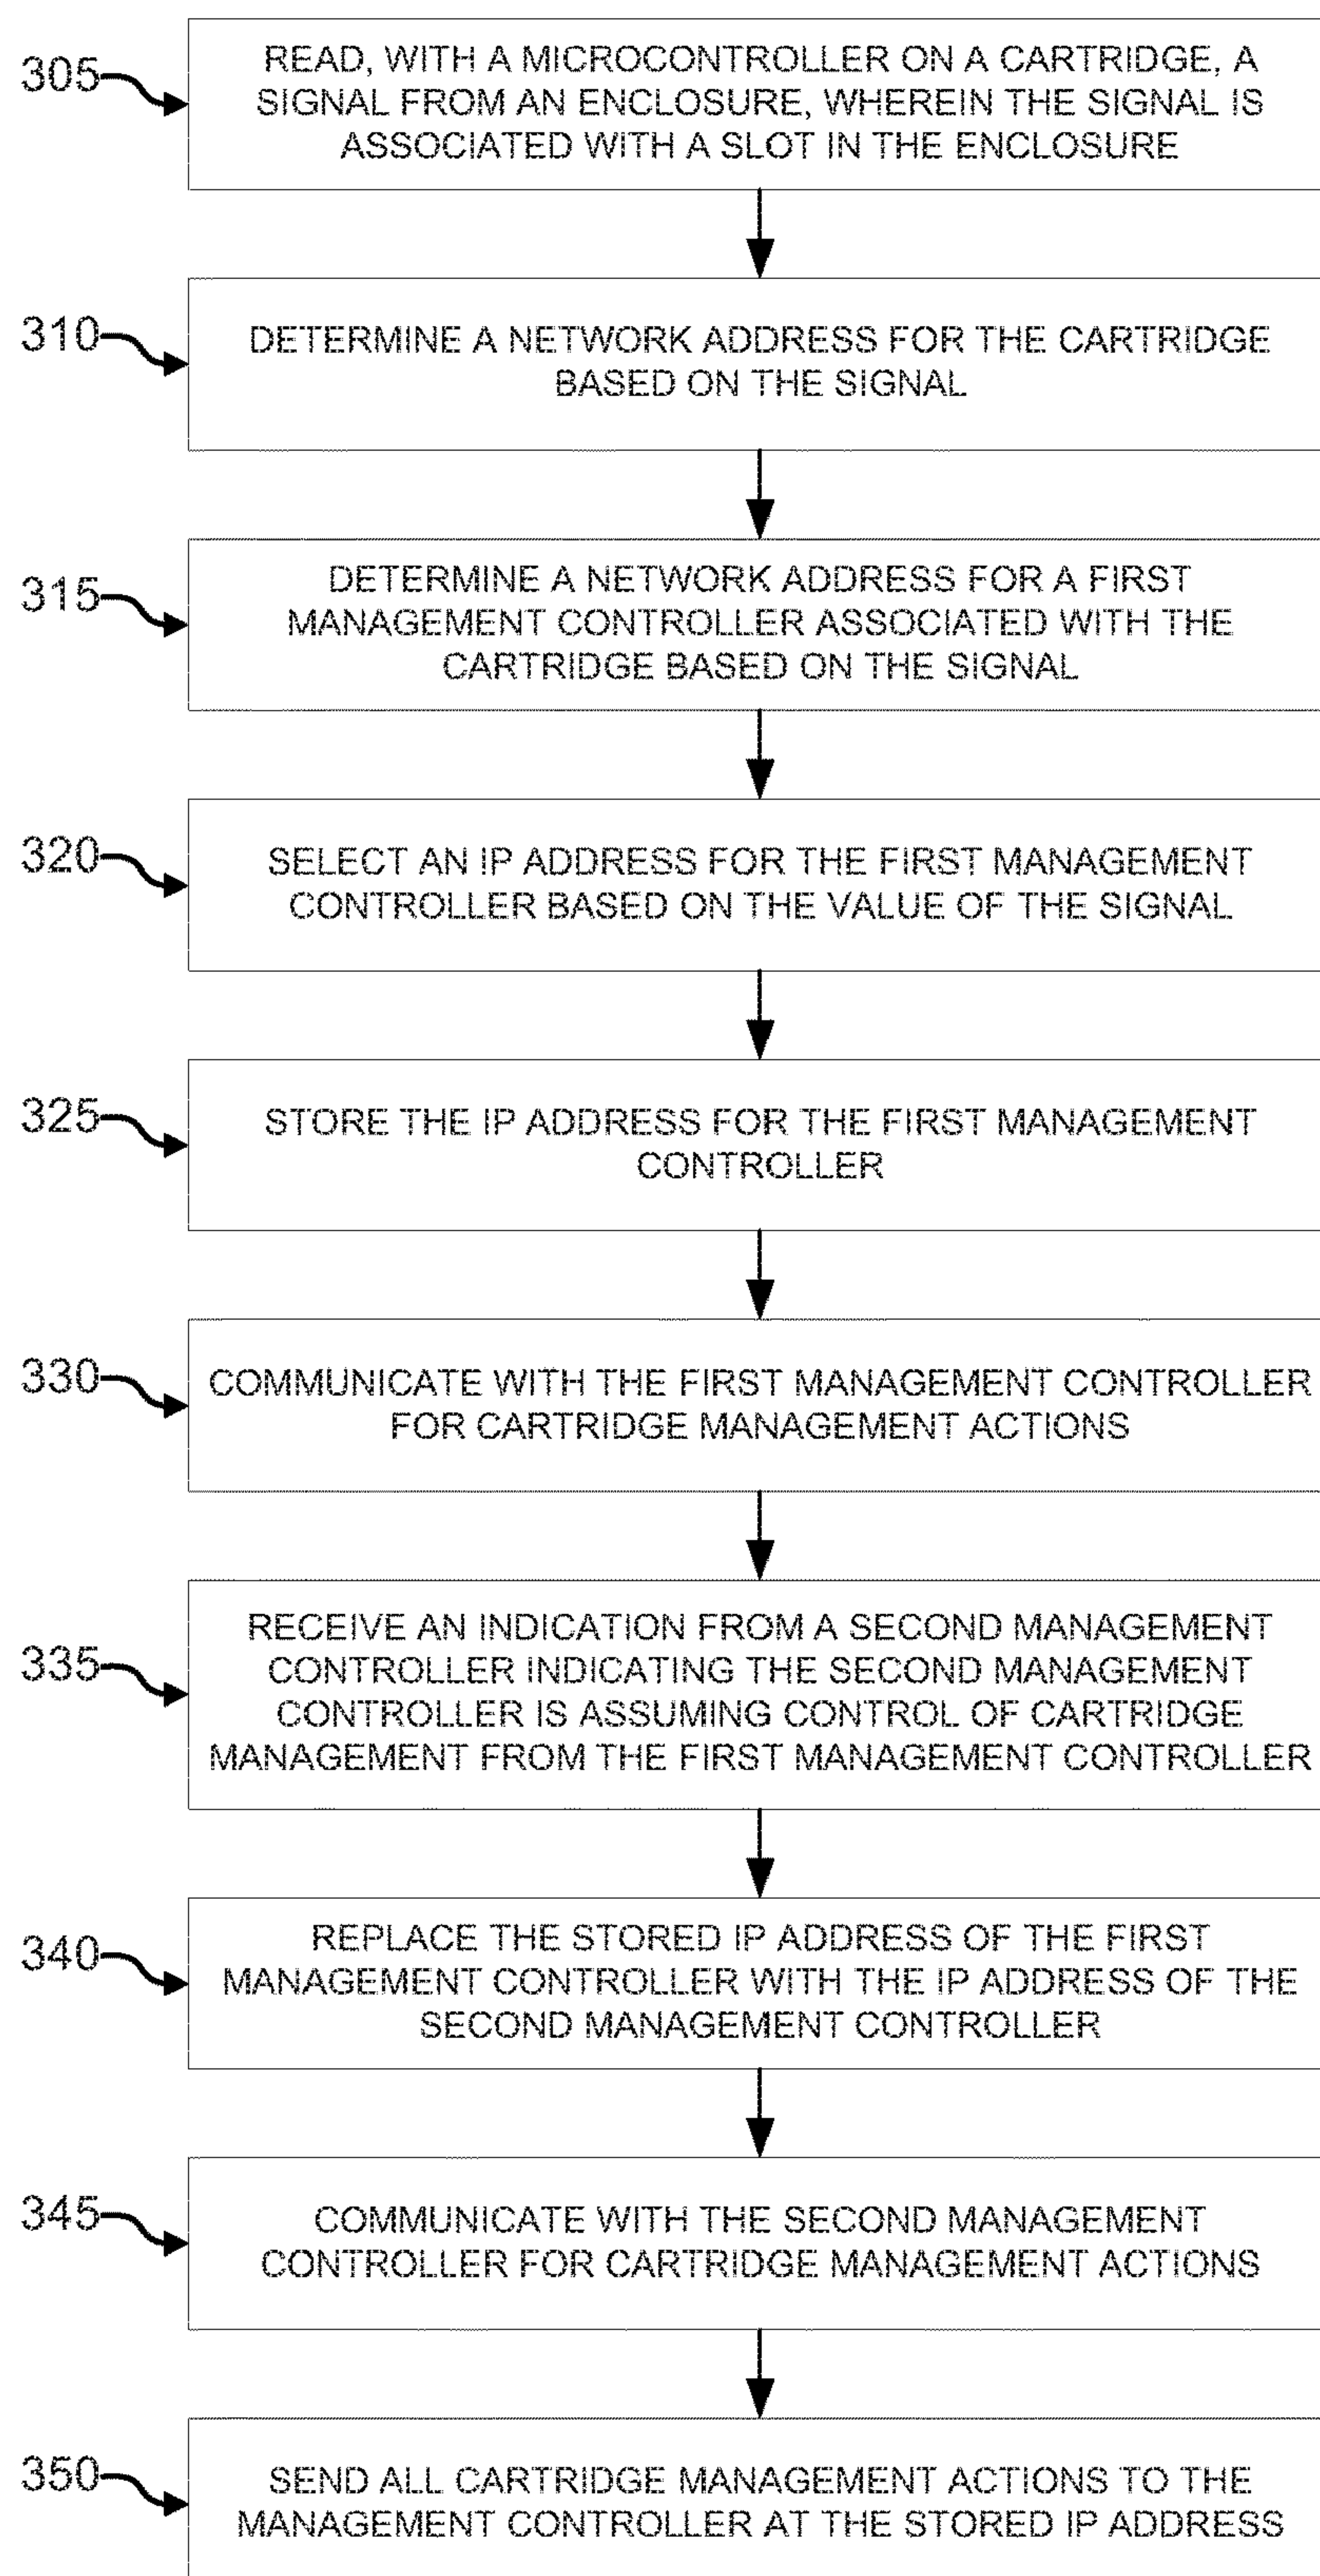 305
READ, WITH A MICROCONTROLLER ON A CARTRIDGE, A
SIGNAL FROM AN ENCLOSURE, WHEREIN THE SIGNAL IS
ASSOCIATED WITH A SLOT IN THE ENCLOSURE
310
DETERMINE A NETWORK ADDRESS FOR THE CARTRIDGE
BASED ON THE SIGNAL
315
DETERMINE A NETWORK ADDRESS FOR A FIRST
MANAGEMENT CONTROLLER ASSOCIATED WITH THE
CARTRIDGE BASED ON THE SIGNAL
320
SELECT AN IP ADDRESS FOR THE FIRST MANAGEMENT
CONTROLLER BASED ON THE VALUE OF THE SIGNAL
325
STORE THE IP ADDRESS FOR THE FIRST MANAGEMENT
CONTROLLER
330
COMMUNICATE WITH THE FIRST MANAGEMENT CONTROLLER
FOR CARTRIDGE MANAGEMENT ACTIONS
335
RECEIVE AN INDICATION FROM A SECOND MANAGEMENT
CONTROLLER INDICATING THE SECOND MANAGEMENT
CONTROLLER IS ASSUMING CONTROL OF CARTRIDGE
MANAGEMENT FROM THE FIRST MANAGEMENT CONTROLLER
340
REPLACE THE STORED IP ADDRESS OF THE FIRST
MANAGEMENT CONTROLLER WITH THE IP ADDRESS OF THE
SECOND MANAGEMENT CONTROLLER
345
COMMUNICATE WITH THE SECOND MANAGEMENT
CONTROLLER FOR CARTRIDGE MANAGEMENT ACTIONS
350
SEND ALL CARTRIDGE MANAGEMENT ACTIONS TO THE
MANAGEMENT CONTROLLER AT THE STORED IP ADDRESS